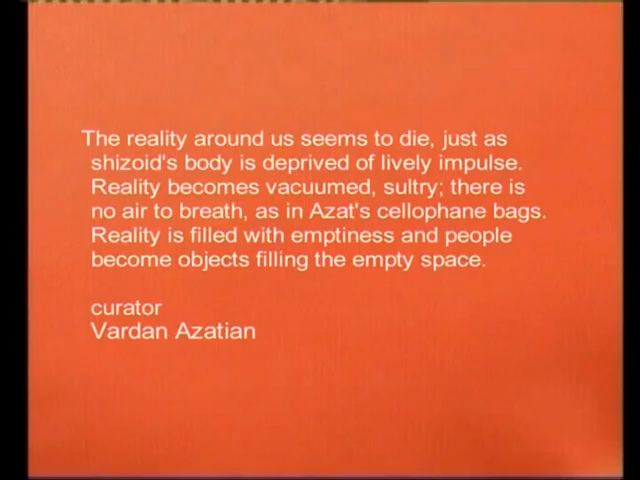 The reality around us seems to die, just as
shizoid's body is deprived of lively impulse.
Reality becomes vacuumed, sultry; there is
no air to breath, as in Azat's cellophane bags.
Reality is filled with emptiness and people
become objects filling the empty space.
curator
Vardan Azatian